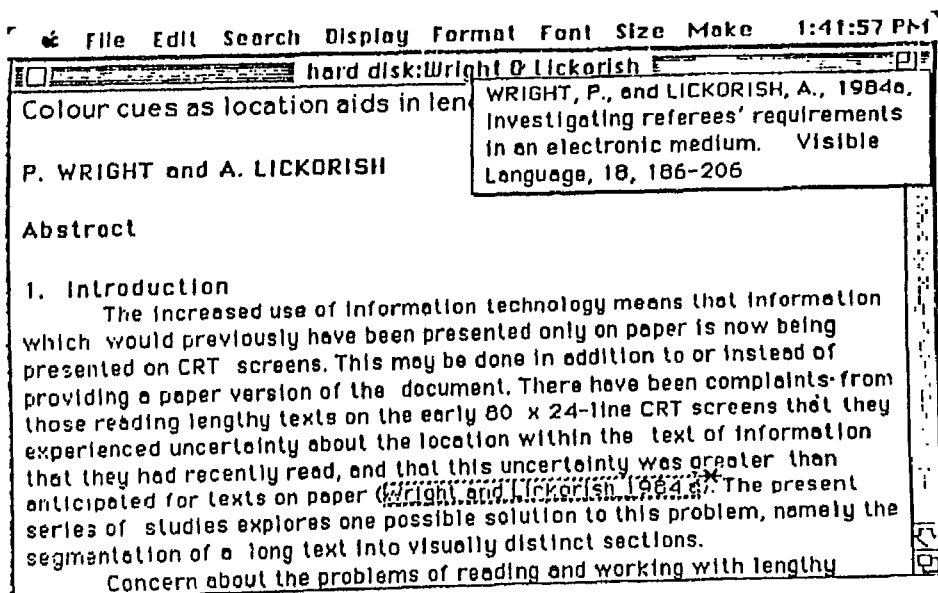 File Edit Search Display Format Font Size Make 1:41:57 PM
hard disk:Wright & Lickorish
Colour cues as location aids in len
WRIGHT, P., and LICKORISH, A., 1984a,
Investigating referees' requirements
in an electronic medium. Visible
Language, 18, 186-206
P. WRIGHT and A. LICKORISH
Abstract
1. Introduction
The increased use of information technology means that information
which would previously have been presented only on paper is now being
presented on CRT screens. This may be done in addition to or instead of
providing a paper version of the document. There have been complaints from
those reading lengthy texts on the early 80 x 24-line CRT screens that they
experienced uncertainty about the location within the text of information
that they had recently read, and that this uncertainty was greater than
anticipated for texts on paper (Wright and Lickorish 1984a). The present
series of studies explores one possible solution to this problem, namely the
segmentation of a long text into visually distinct sections.
Concern about the problems of reading and working with lengthy